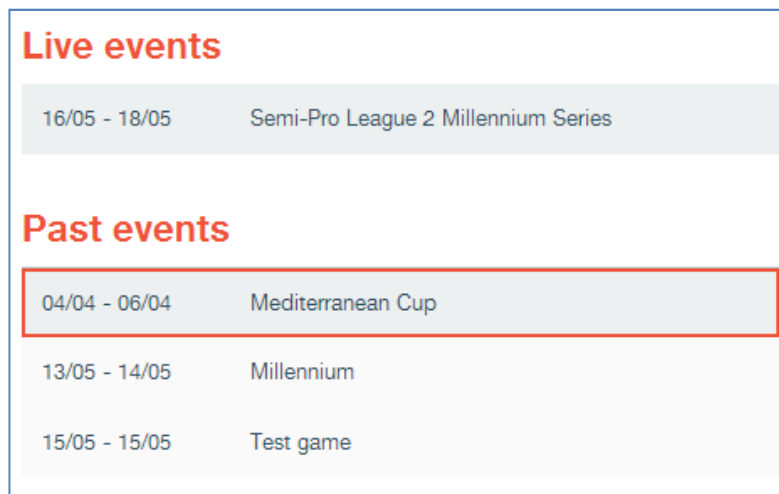 Live events
16/05 - 18/05 Semi-Pro League 2 Millennium Series
Past events
04/04 - 06/04 Mediterranean Cup
13/05 - 14/05 Millennium
15/05 - 15/05 Test game